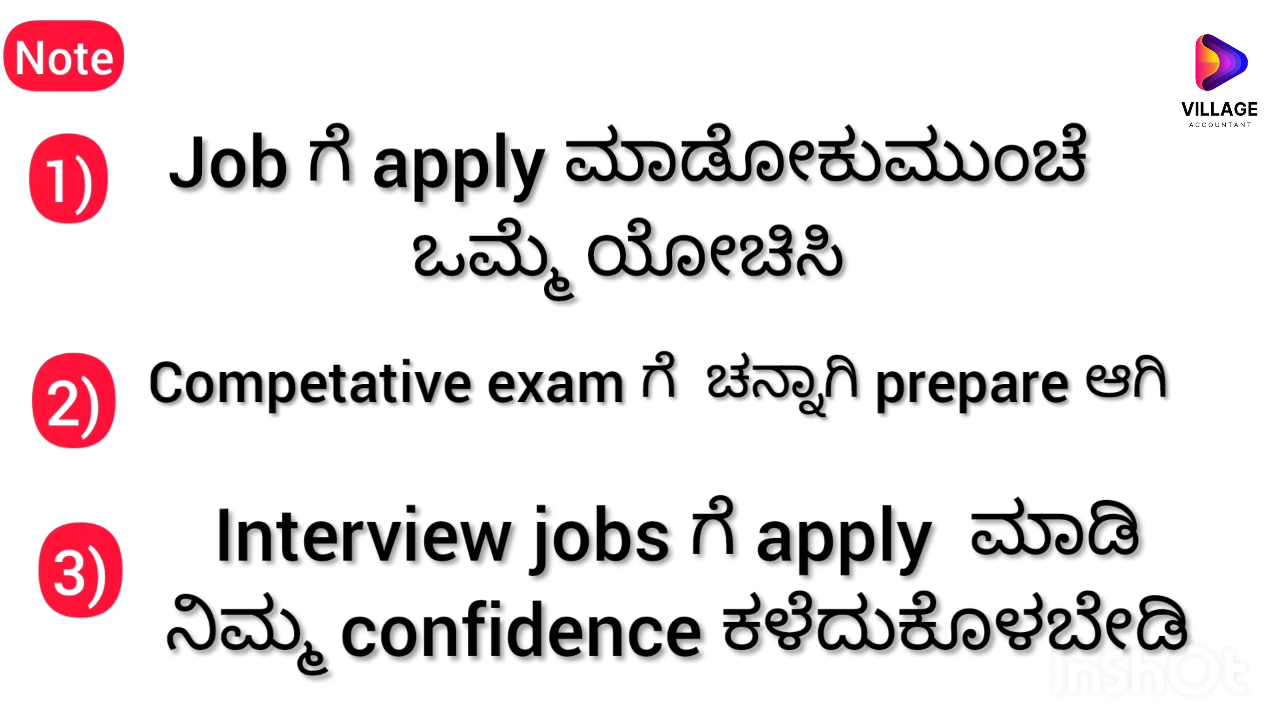 Note
VILLAGE
ACCOUNTANT
1) Job ಗೆ apply ಮಾಡೋಕುಮುಂಚೆ
ಒಮ್ಮೆ ಯೋಚಿಸಿ
2) Competative exam ಗೆ ಚನ್ನಾಗಿ prepare ಆಗಿ
3) Interview jobs ಗೆ apply ಮಾಡಿ
ನಿಮ್ಮ confidence ಕಳೆದುಕೊಳಬೇಡಿ
InshOt